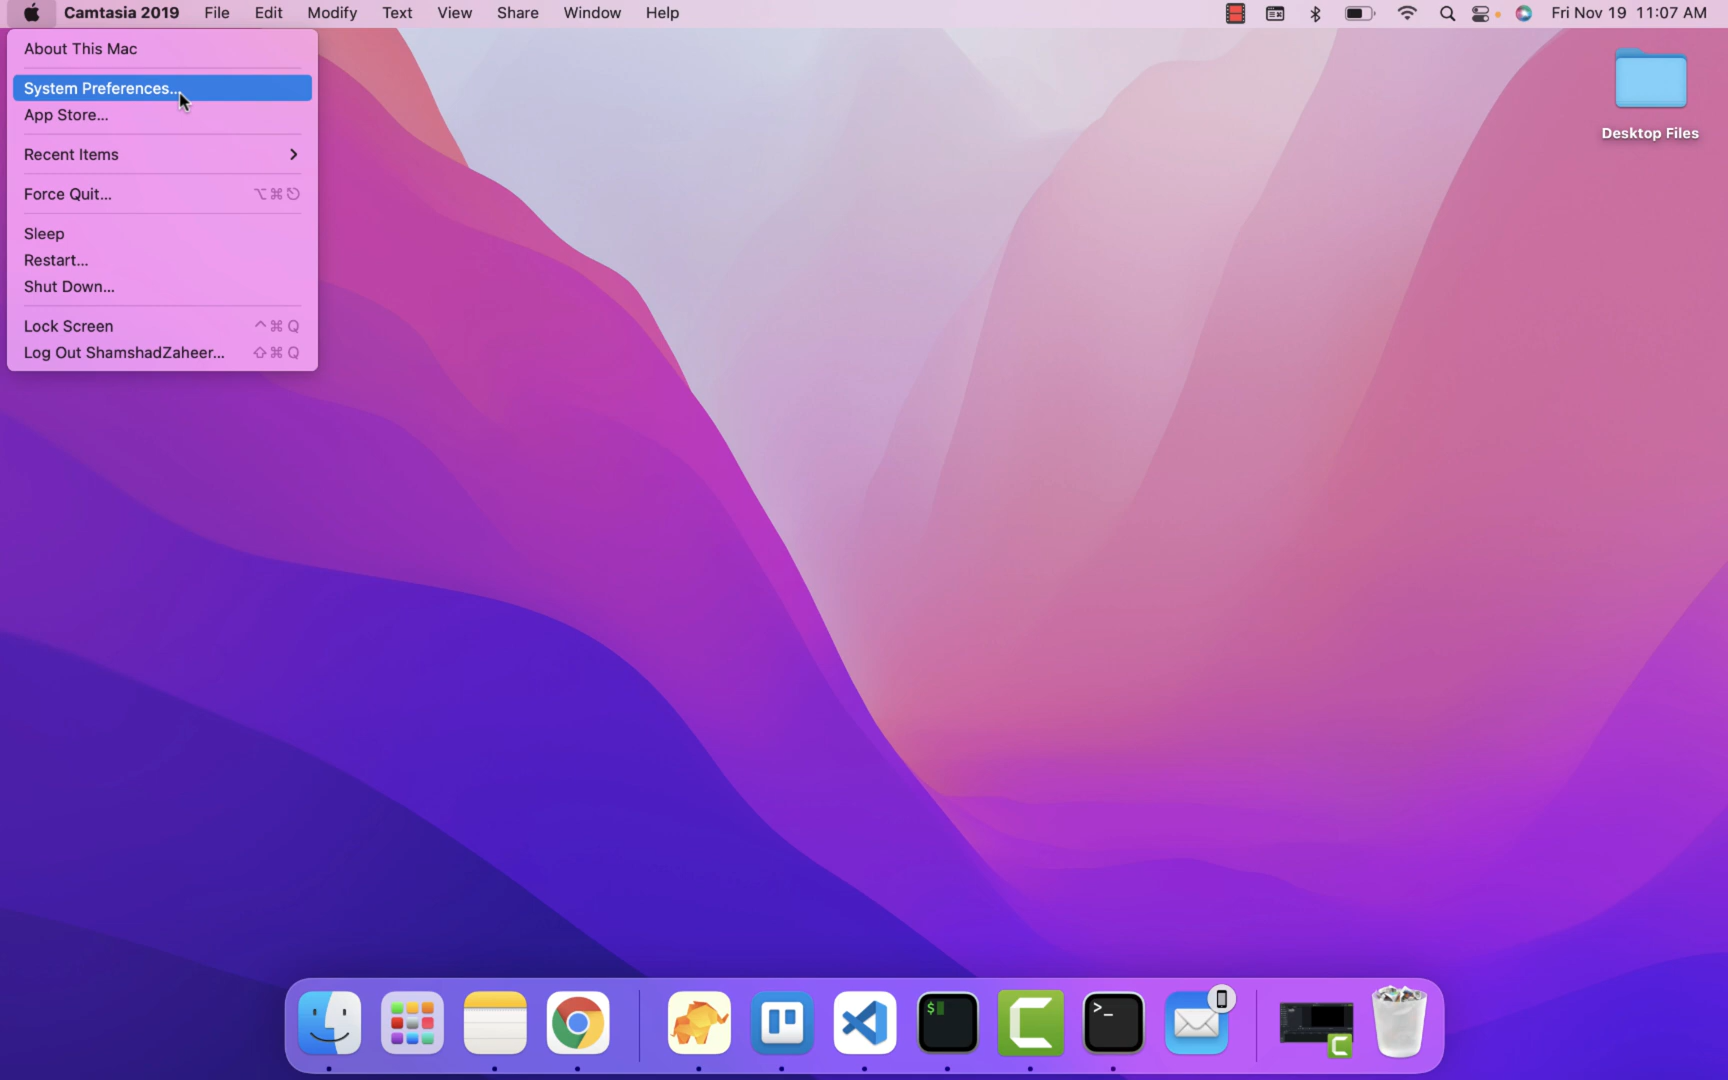 Camtasia 2019 File Edit Modify Text View Share Window Help Fri Nov 19 11:07 AM
About This Mac
System Preferences...
App Store...
Recent Items
Force Quit... ⌥⌘⎋
Sleep
Restart...
Shut Down...
Lock Screen ^⌘Q
Log Out ShamshadZaheer... ⇧⌘Q
Desktop Files
$
>_